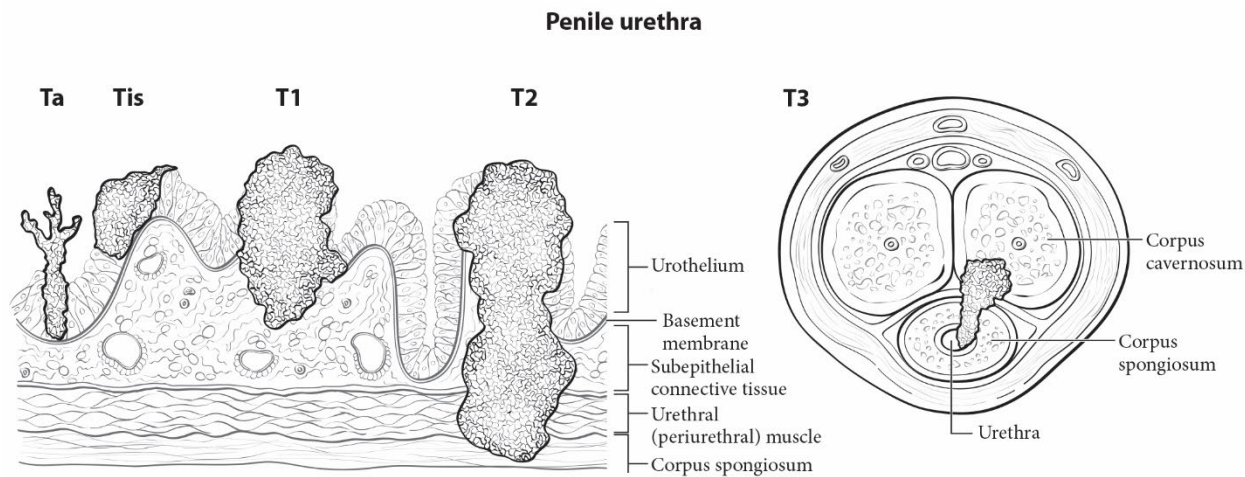 Penile urethra
Ta
Tis
T1
T2
T3
Urothelium
Basement
membrane
Subepithelial
connective tissue
Urethral
(periurethral) muscle
Corpus spongiosum
Corpus
cavernosum
Corpus
spongiosum
Urethra